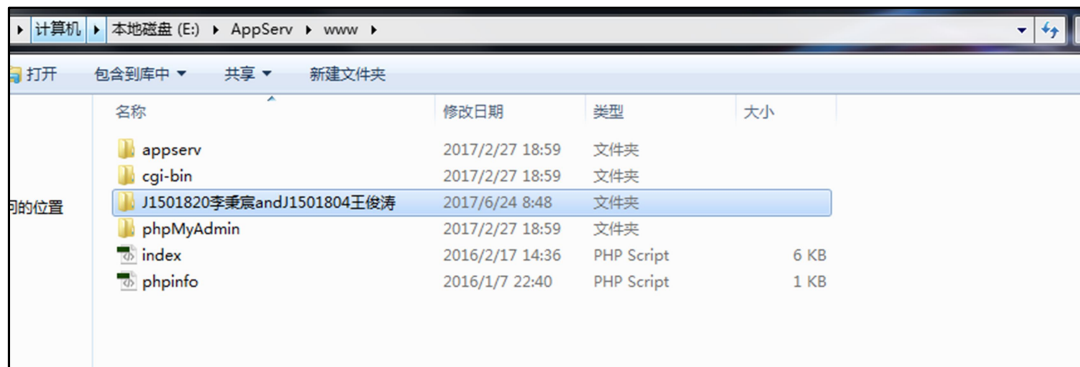 计算机 本地磁盘 (E:) AppServ www
打开 包含到库中 共享 新建文件夹
名称 修改日期 类型 大小
appserv 2017/2/27 18:59 文件夹
cgi-bin 2017/2/27 18:59 文件夹
的位置 J1501820李秉宸andJ1501804王俊涛 2017/6/24 8:48 文件夹
phpMyAdmin 2017/2/27 18:59 文件夹
index 2016/2/17 14:36 PHP Script 6 KB
phpinfo 2016/1/7 22:40 PHP Script 1 KB